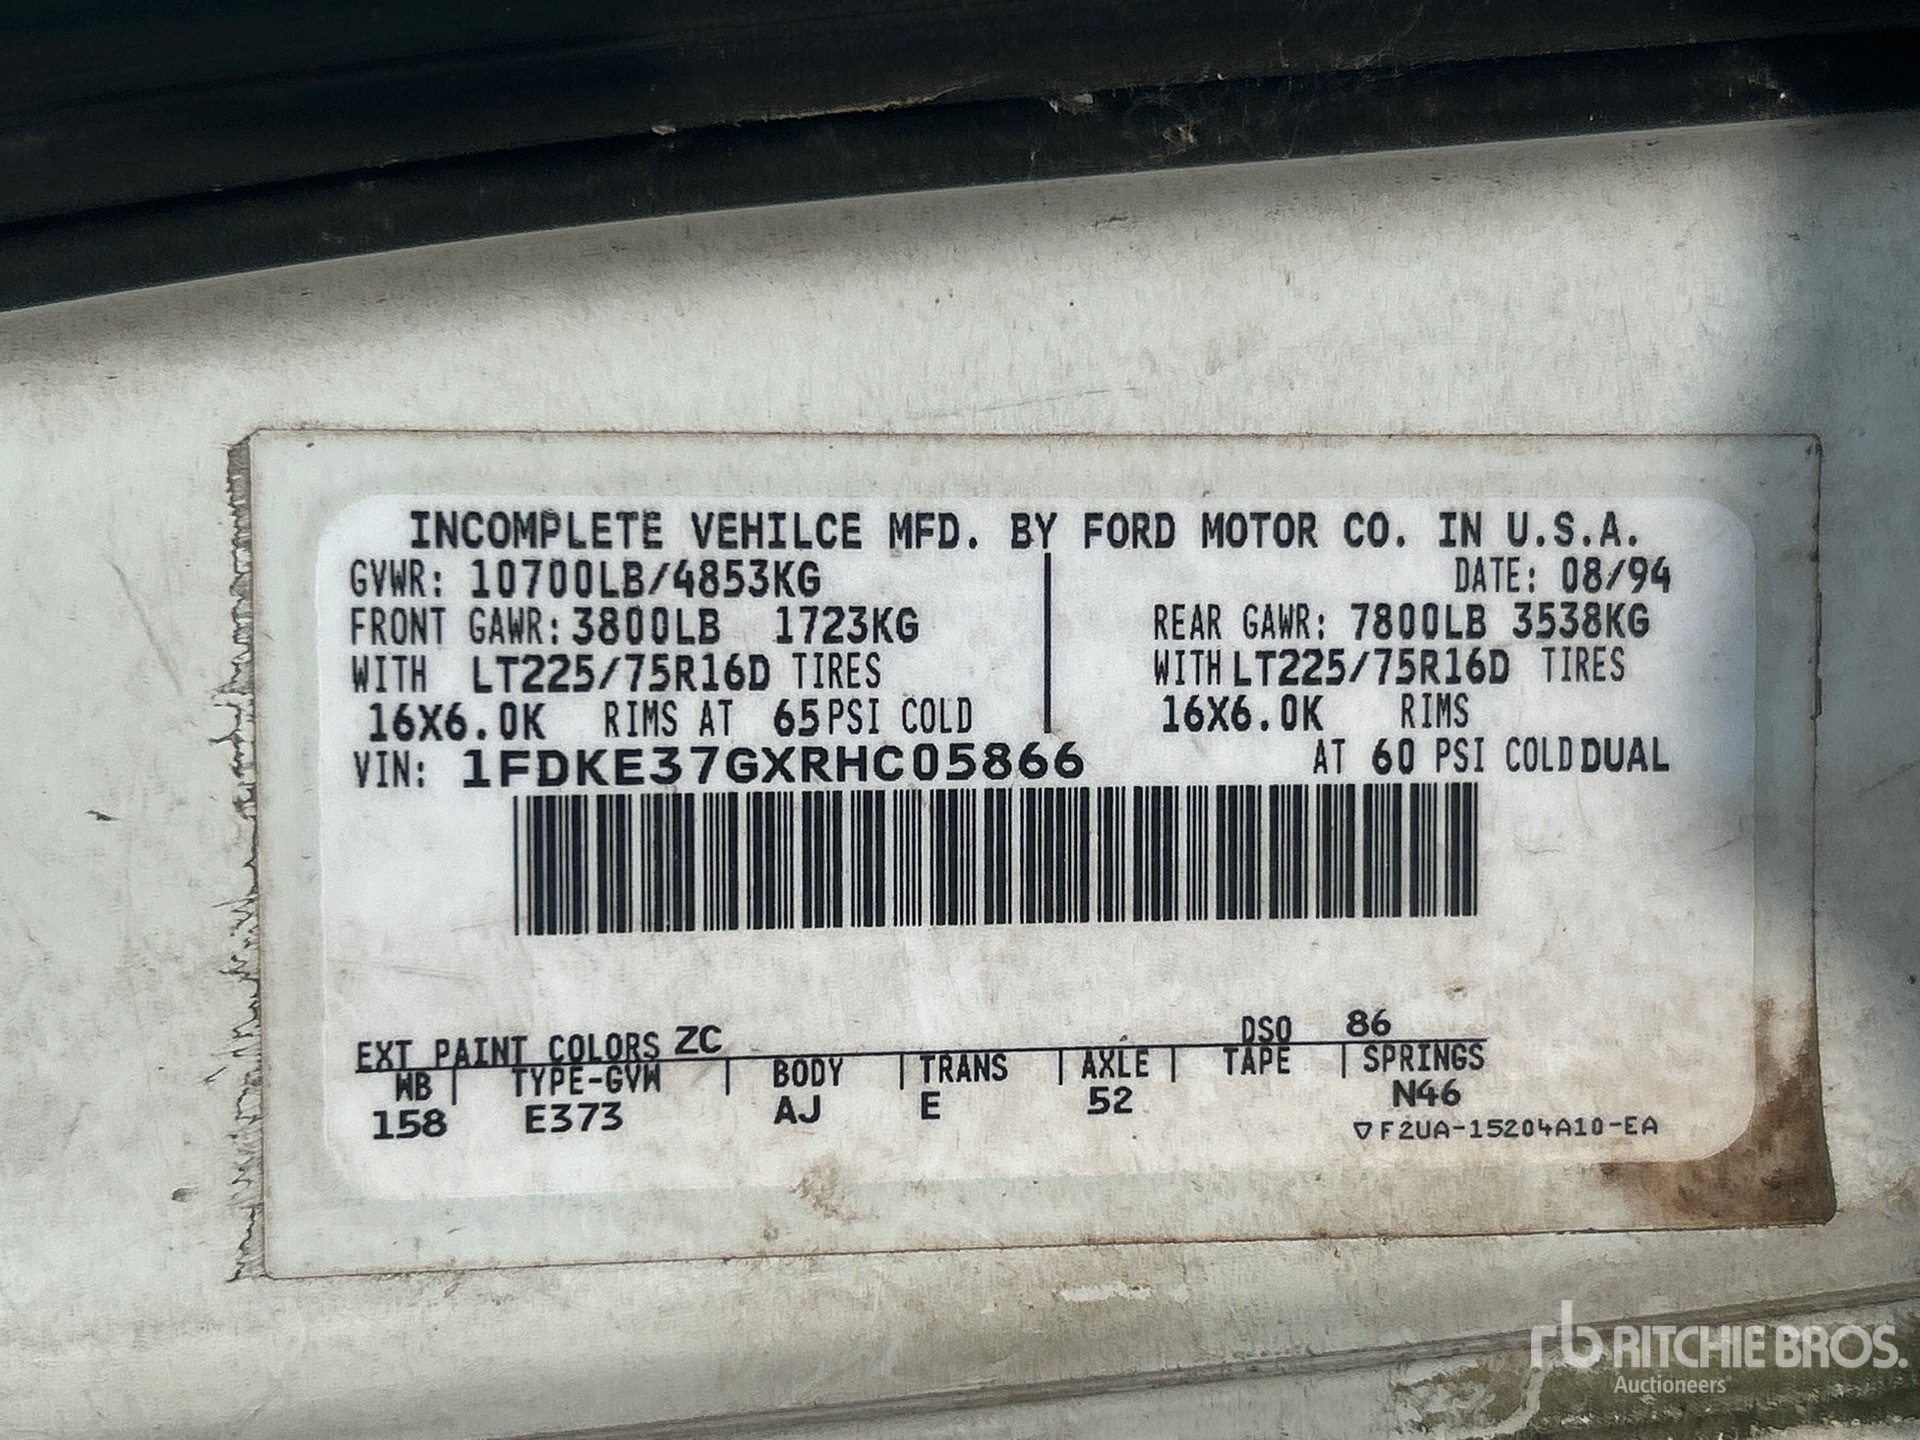 INCOMPLETE VEHILCE MFD. BY FORD MOTOR CO. IN U.S.A.
GVWR: 10700LB/4853KG DATE: 08/94
FRONT GAWR: 3800LB 1723KG REAR GAWR: 7800LB 3538KG
WITH LT225/75R16D TIRES WITH LT225/75R16D TIRES
16X6.0K RIMS AT 65 PSI COLD 16X6.0K RIMS
VIN: 1FDKE37GXRHC05866 AT 60 PSI COLD DUAL
EXT PAINT COLORS ZC DSO 86
WB TYPE-GVW BODY TRANS AXLE TAPE SPRINGS
158 E373 AJ E 52 N46
F2UA-15204A10-EA
rb RITCHIE BROS.
Auctioneers